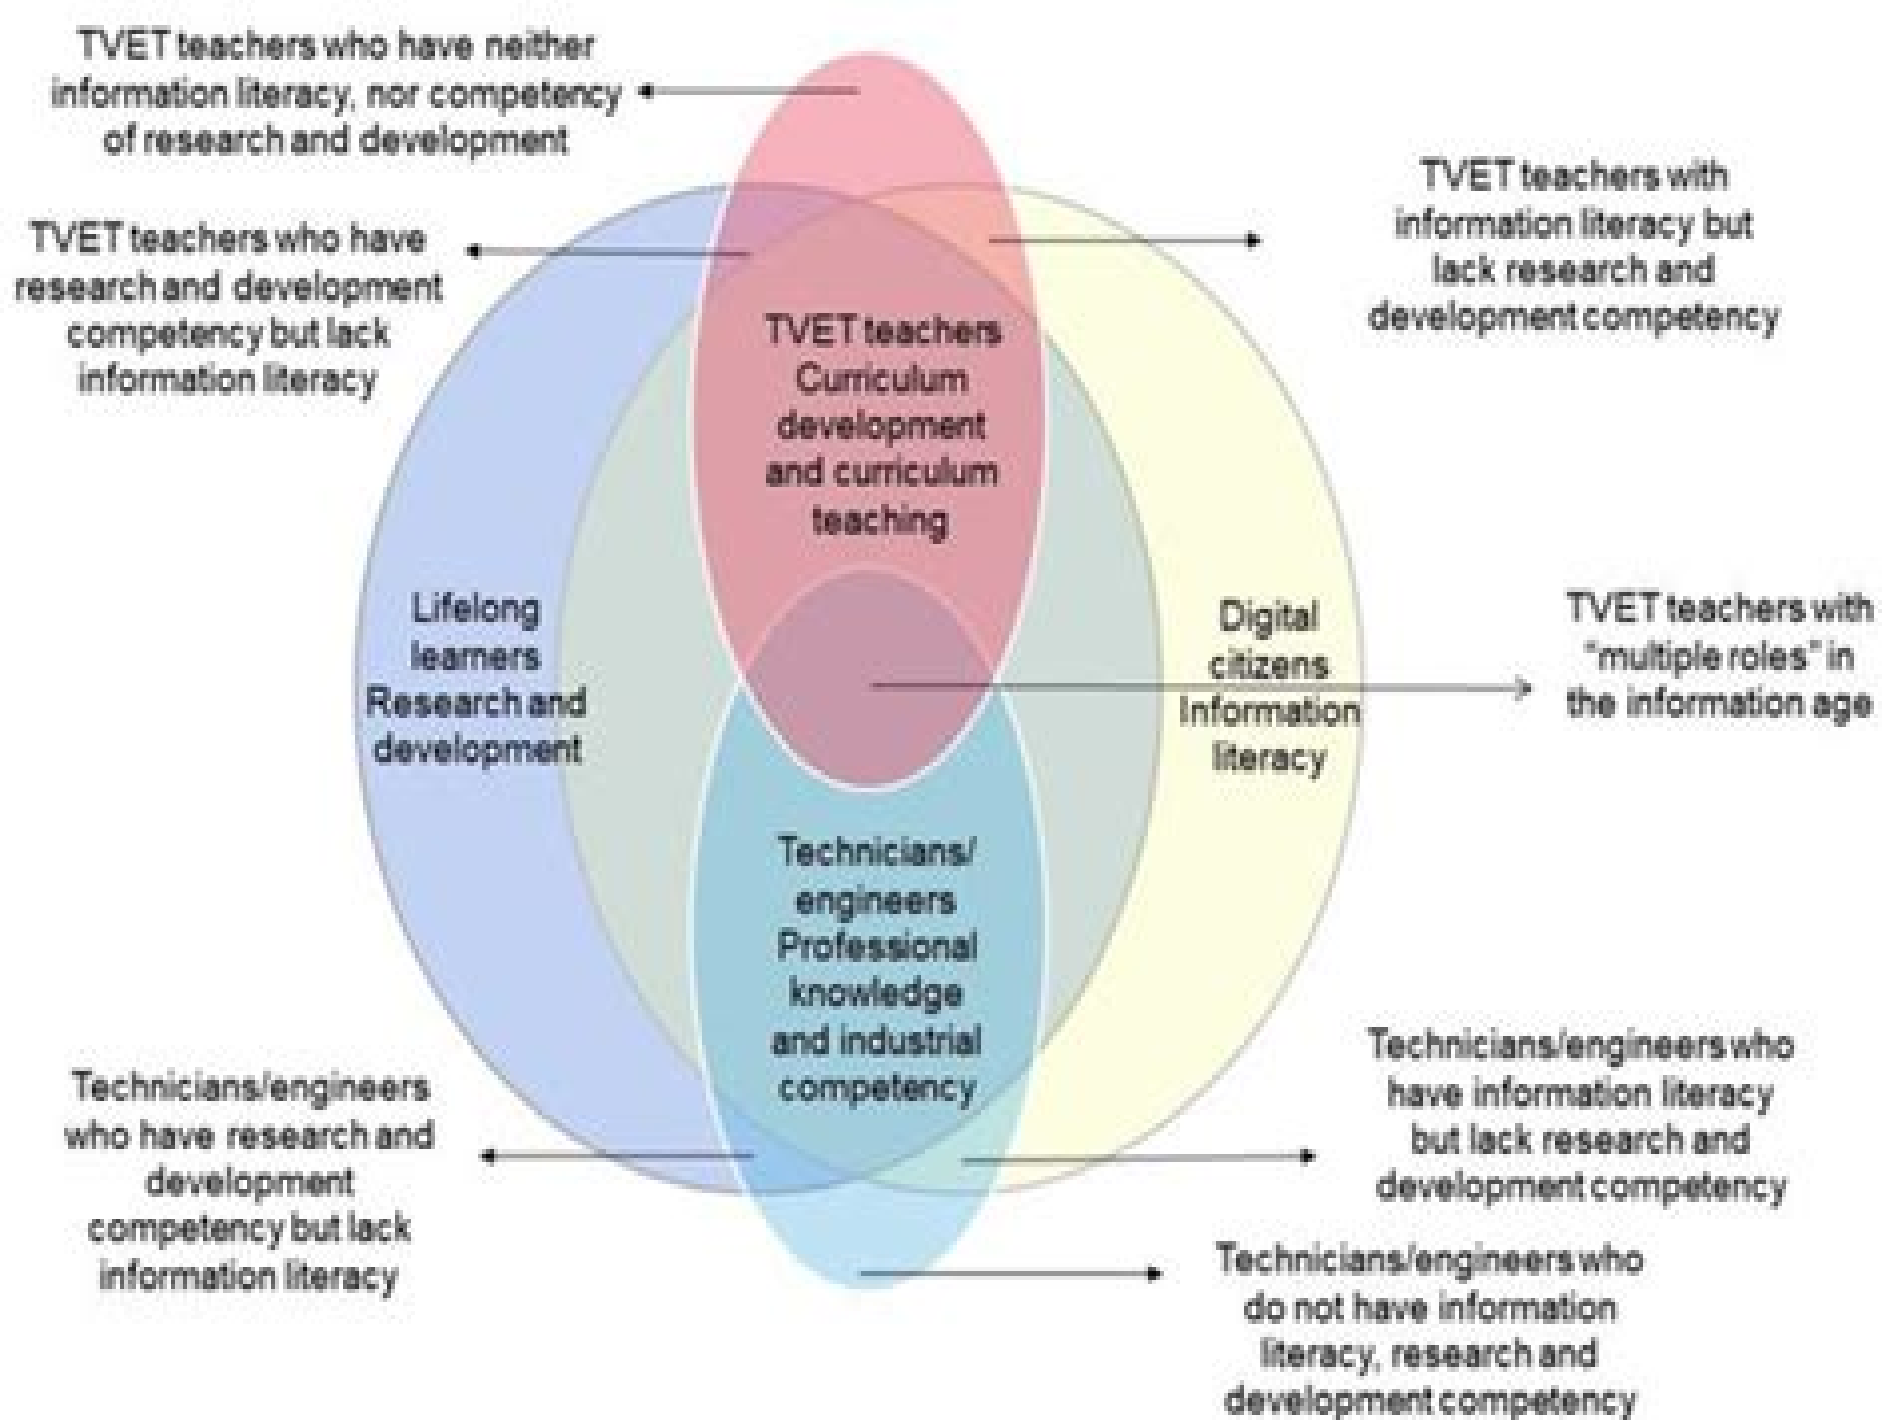 TVET teachers who have neither
information literacy, nor competency
of research and development
TVET teachers with
information literacy but
lack research and
development competency
TVET teachers who have
research and development
competency but lack
information literacy
TVET teachers
Curriculum
development
and curriculum
teaching
Lifelong
learners
Research and
development
Digital
citizens
Information
literacy
TVET teachers with
"multiple roles" in
the information age
Technicians/
engineers
Professional
knowledge
and industrial
competency
Technicians/engineers
who have research and
development
competency but lack
information literacy
Technicians/engineers who
have information literacy
but lack research and
development competency
Technicians/engineers who
do not have information
literacy, research and
development competency